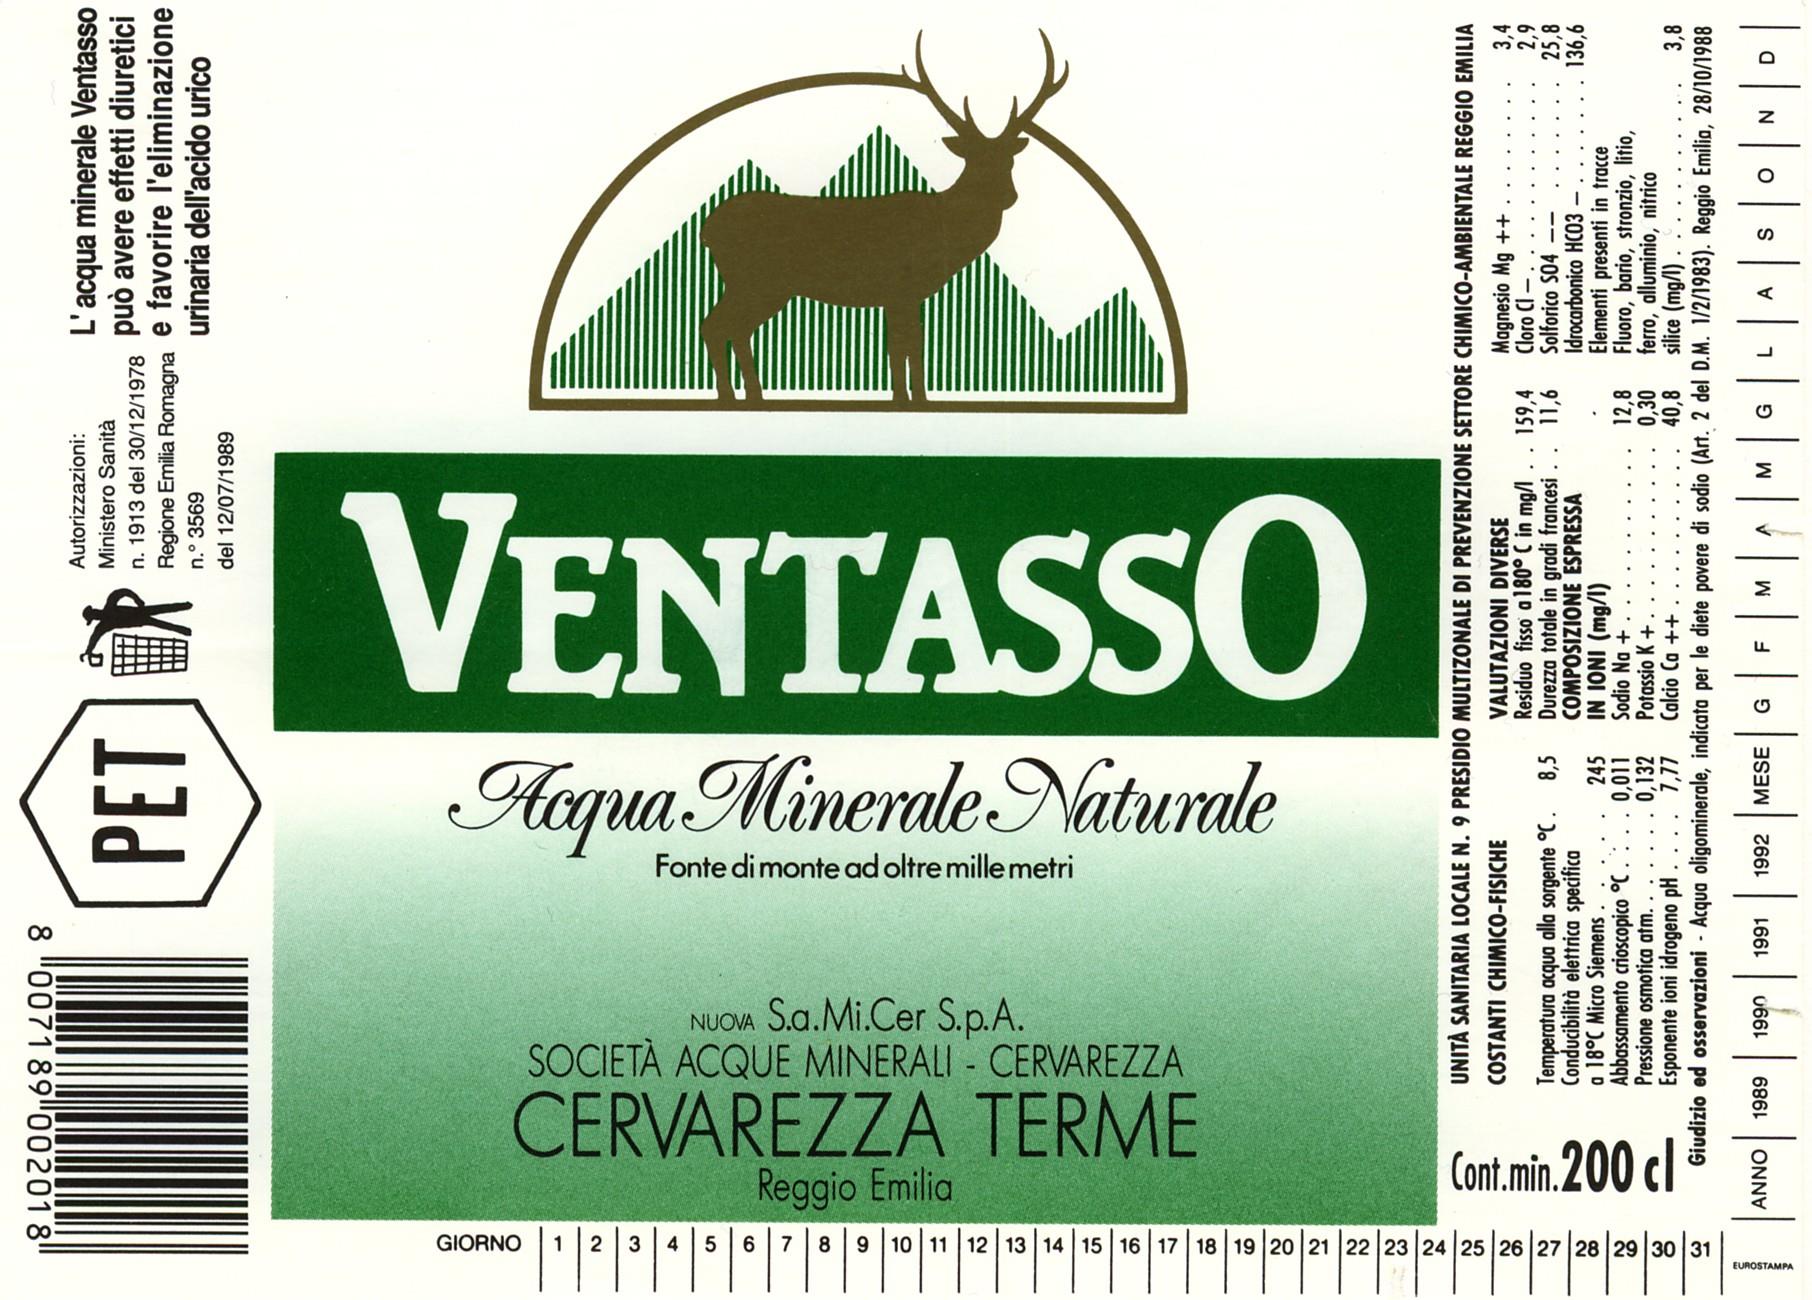 L'acqua minerale Ventasso
può avere effetti diuretici
e favorire l'eliminazione
urinaria dell'acido urico
Autorizzazioni:
Ministero Sanità
n. 1913 del 30/12/1978
Regione Emilia Romagna
n.° 3569
del 12/07/1989
PET
8 007189 002018
VENTASSO
Acqua Minerale Naturale
Fonte di monte ad oltre mille metri
NUOVA S.a.Mi.Cer S.p.A.
SOCIETÀ ACQUE MINERALI - CERVAREZZA
CERVAREZZA TERME
Reggio Emilia
UNITÀ SANITARIA LOCALE N. 9 PRESIDIO MULTIZONALE DI PREVENZIONE SETTORE CHIMICO-AMBIENTALE REGGIO EMILIA
COSTANTI CHIMICO-FISICHE
Temperatura acqua alla sorgente °C . 8,5
Conducibilità elettrica specifica
a 18°C Micro Siemens . . . . . 245
Abbassamento crioscopico °C . . . . 0,011
Pressione osmotica atm. . . . . . 0,132
Esponente ioni idrogeno pH . . . . 7,77
VALUTAZIONI DIVERSE
Residuo fisso a 180° C in mg/l . . 159,4
Durezza totale in gradi francesi . . 11,6
COMPOSIZIONE ESPRESSA
IN IONI (mg/l)
Sodio Na + . . . . . . . . . . . 12,8
Potassio K + . . . . . . . . . . 0,30
Calcio Ca ++ . . . . . . . . . . 40,8
Magnesio Mg ++ . . . . . . . . 3,4
Cloro Cl – . . . . . . . . . . . 2,9
Solforico SO4 –– . . . . . . . . 25,8
Idrocarbonico HCO3 – . . . . . . 136,6
Elementi presenti in tracce
Fluoro, bario, stronzio, litio,
ferro, alluminio, nitrico
silice (mg/l) . . . . . . . . . . 3,8
Giudizio ed osservazioni - Acqua oligominerale, indicata per le diete povere di sodio (Art. 2 del D.M. 1/2/1983). Reggio Emilia, 28/10/1988
Cont.min. 200 cl
ANNO 1989 1990 1991 1992 MESE G F M A M G L A S O N D
GIORNO 1 2 3 4 5 6 7 8 9 10 11 12 13 14 15 16 17 18 19 20 21 22 23 24 25 26 27 28 29 30 31
EUROSTAMPA